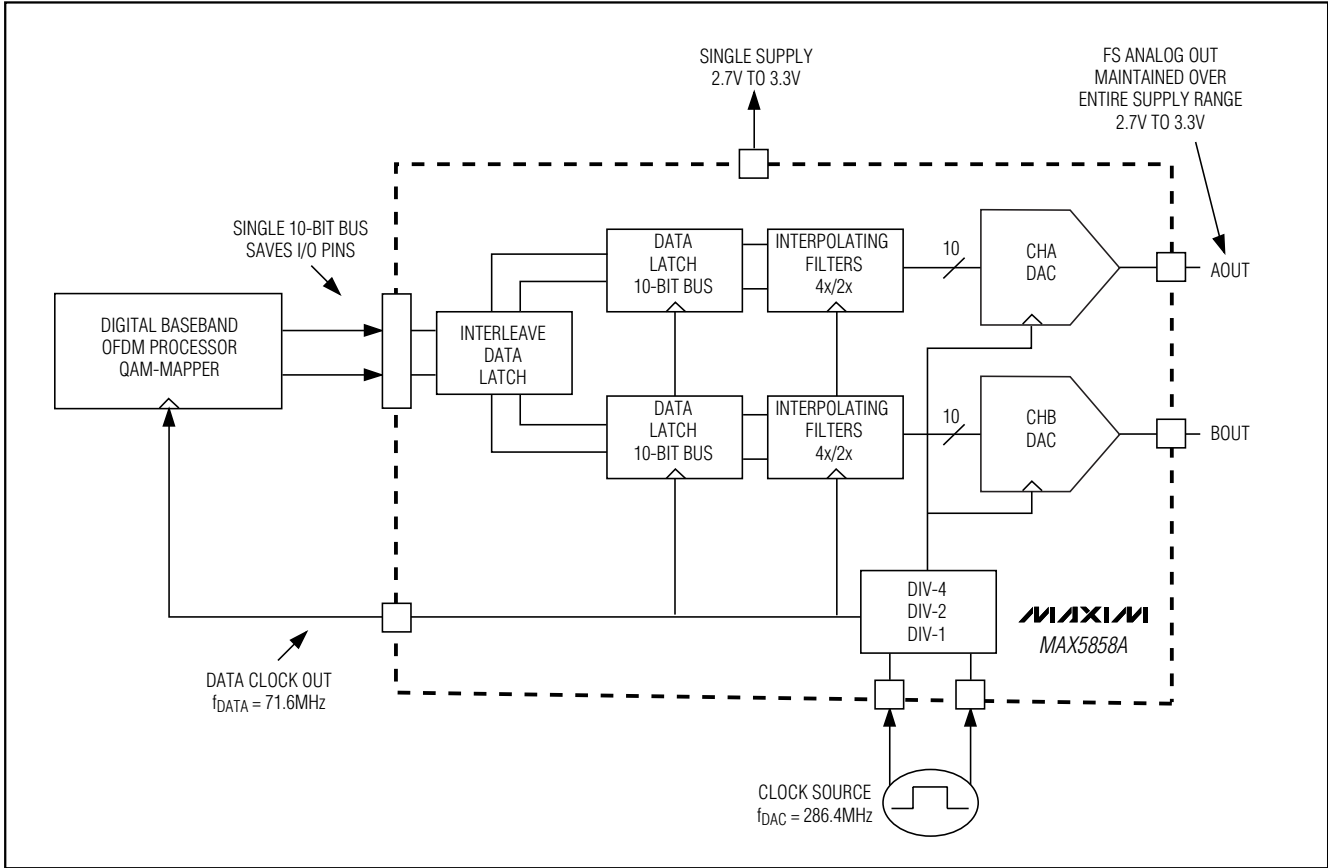 SINGLE SUPPLY
2.7V TO 3.3V
FS ANALOG OUT
MAINTAINED OVER
ENTIRE SUPPLY RANGE
2.7V TO 3.3V
SINGLE 10-BIT BUS
SAVES I/O PINS
DIGITAL BASEBAND
OFDM PROCESSOR
QAM-MAPPER
INTERLEAVE
DATA
LATCH
DATA
LATCH
10-BIT BUS
INTERPOLATING
FILTERS
4x/2x
10
CHA
DAC
AOUT
DATA
LATCH
10-BIT BUS
INTERPOLATING
FILTERS
4x/2x
10
CHB
DAC
BOUT
DIV-4
DIV-2
DIV-1
MAXIM
MAX5858A
DATA CLOCK OUT
fDATA = 71.6MHz
CLOCK SOURCE
fDAC = 286.4MHz